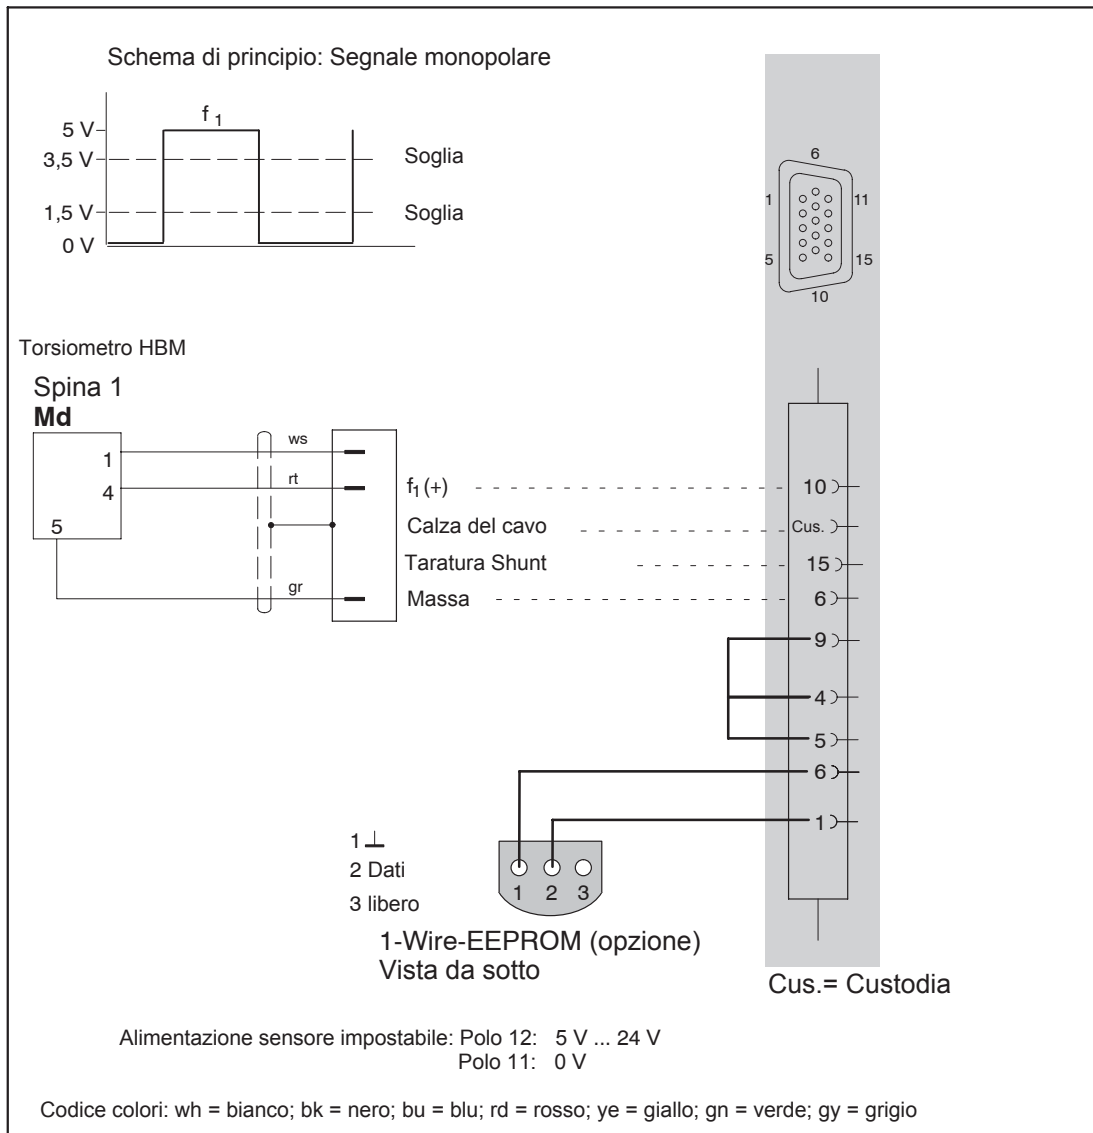 Schema di principio: Segnale monopolare
f 1
5 V
3,5 V
Soglia
1,5 V
Soglia
0 V
6
1
11
5
15
10
Torsiometro HBM
Spina 1
Md
1
ws
4
rt
f1 (+)
10
5
Calza del cavo
Cus.
Taratura Shunt
15
gr
Massa
6
9
4
5
6
1
1 ⊥
2 Dati
3 libero
1 2 3
1-Wire-EEPROM (opzione)
Vista da sotto
Cus.= Custodia
Alimentazione sensore impostabile: Polo 12: 5 V ... 24 V
Polo 11: 0 V
Codice colori: wh = bianco; bk = nero; bu = blu; rd = rosso; ye = giallo; gn = verde; gy = grigio